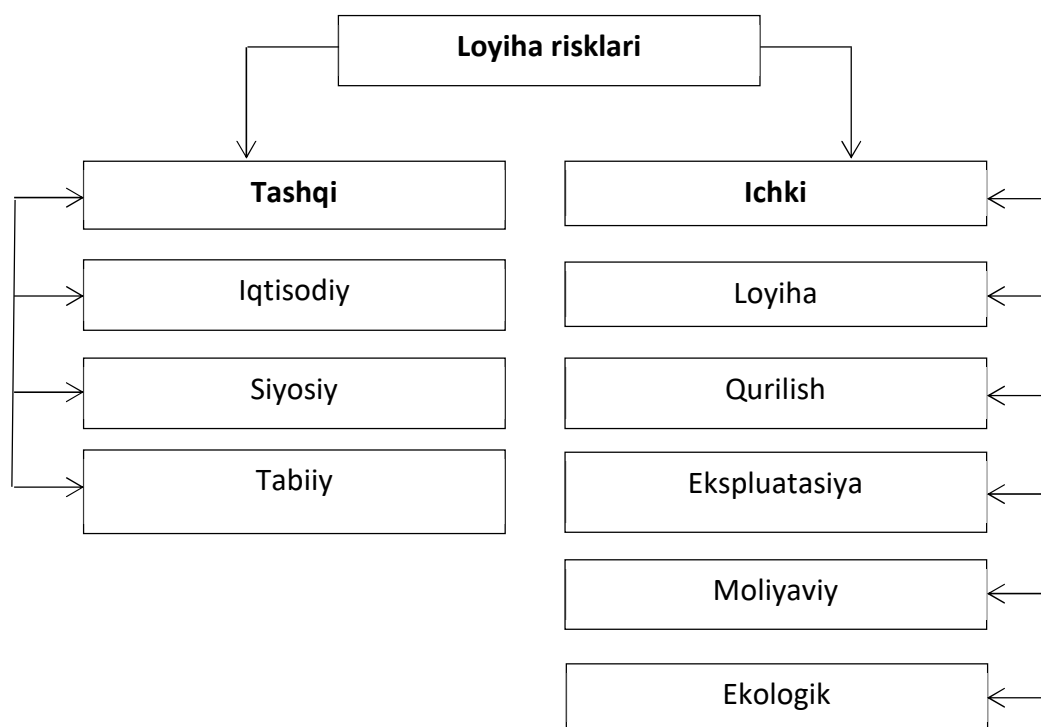 Loyiha risklari
Tashqi
Iqtisodiy
Siyosiy
Tabiiy
Ichki
Loyiha
Qurilish
Ekspluatasiya
Moliyaviy
Ekologik